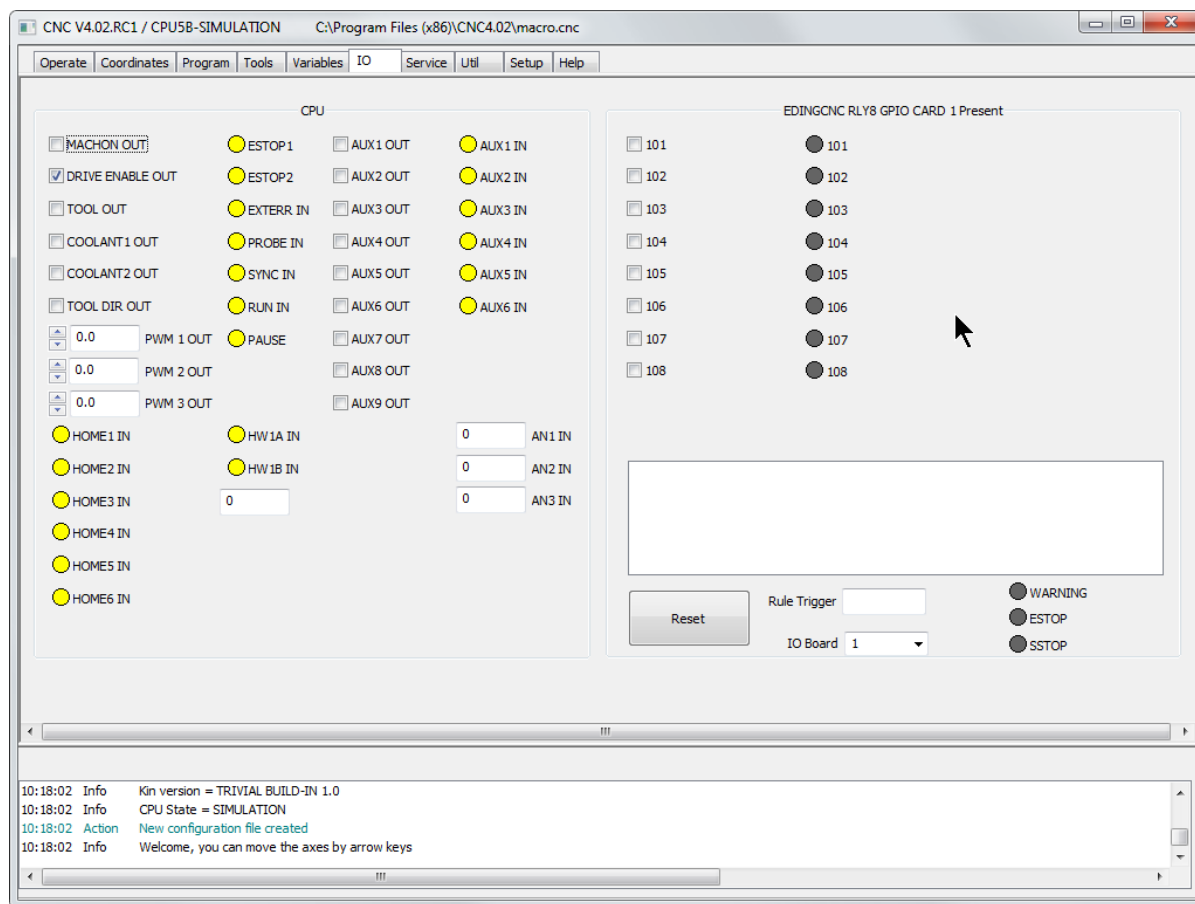 CNC V4.02.RC1 / CPU5B-SIMULATION C:\Program Files (x86)\CNC4.02\macro.cnc
Operate Coordinates Program Tools Variables IO Service Util Setup Help
CPU
EDINGCNC RLY8 GPIO CARD 1 Present
MACHON OUT ESTOP1 AUX1 OUT AUX1 IN 101 101
DRIVE ENABLE OUT ESTOP2 AUX2 OUT AUX2 IN 102 102
TOOL OUT EXTERR IN AUX3 OUT AUX3 IN 103 103
COOLANT1 OUT PROBE IN AUX4 OUT AUX4 IN 104 104
COOLANT2 OUT SYNC IN AUX5 OUT AUX5 IN 105 105
TOOL DIR OUT RUN IN AUX6 OUT AUX6 IN 106 106
0.0 PWM 1 OUT PAUSE AUX7 OUT 107 107
0.0 PWM 2 OUT AUX8 OUT 108 108
0.0 PWM 3 OUT AUX9 OUT
HOME1 IN HW1A IN 0 AN1 IN
HOME2 IN HW1B IN 0 AN2 IN
HOME3 IN 0 0 AN3 IN
HOME4 IN
HOME5 IN
HOME6 IN
Reset
Rule Trigger
IO Board 1
WARNING
ESTOP
SSTOP
10:18:02 Info Kin version = TRIVIAL BUILD-IN 1.0
10:18:02 Info CPU State = SIMULATION
10:18:02 Action New configuration file created
10:18:02 Info Welcome, you can move the axes by arrow keys